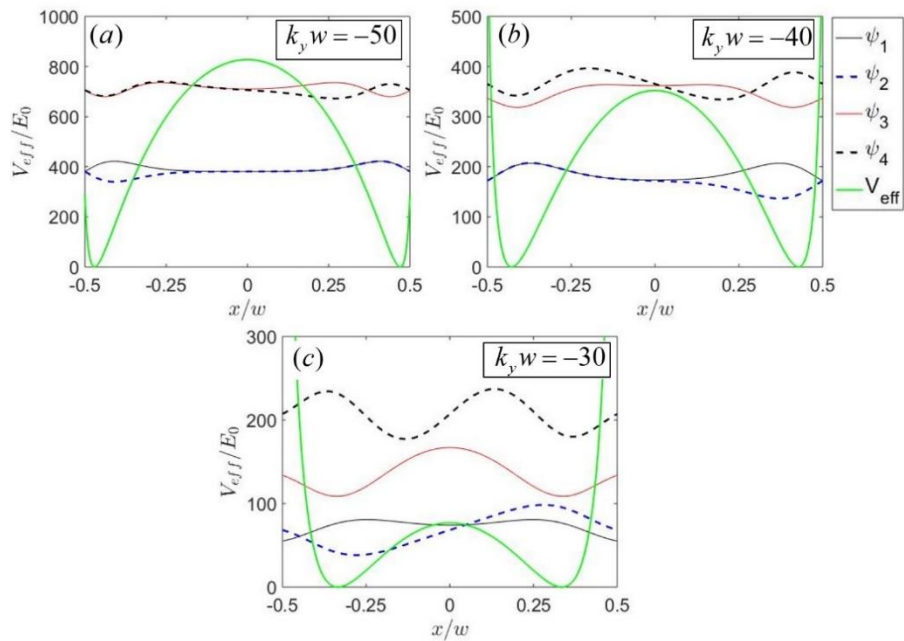 (a)
k_y w = −50
V_eff/E_0
1000
800
600
400
200
0
-0.5
-0.25
0
0.25
0.5
x/w
(b)
k_y w = −40
V_eff/E_0
500
400
300
200
100
0
-0.5
-0.25
0
0.25
0.5
x/w
ψ_1
ψ_2
ψ_3
ψ_4
V_eff
(c)
k_y w = −30
V_eff/E_0
300
200
100
0
-0.5
-0.25
0
0.25
0.5
x/w